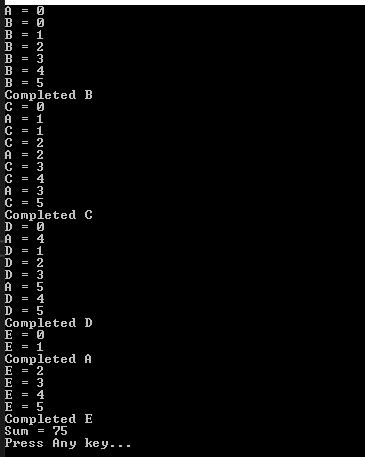 A = 0
B = 0
B = 1
B = 2
B = 3
B = 4
B = 5
Completed B
C = 0
A = 1
C = 1
C = 2
A = 2
C = 3
C = 4
A = 3
C = 5
Completed C
D = 0
A = 4
D = 1
D = 2
D = 3
A = 5
D = 4
D = 5
Completed D
E = 0
E = 1
Completed A
E = 2
E = 3
E = 4
E = 5
Completed E
Sum = 75
Press Any key...